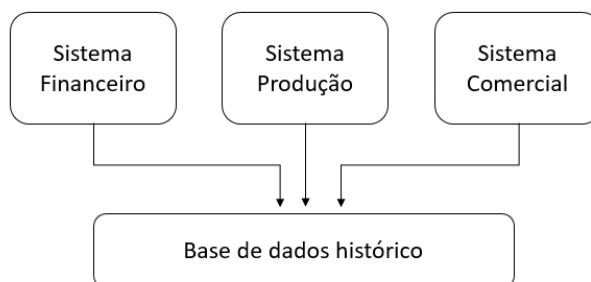 Sistema
Financeiro
Sistema
Produção
Sistema
Comercial
Base de dados histórico